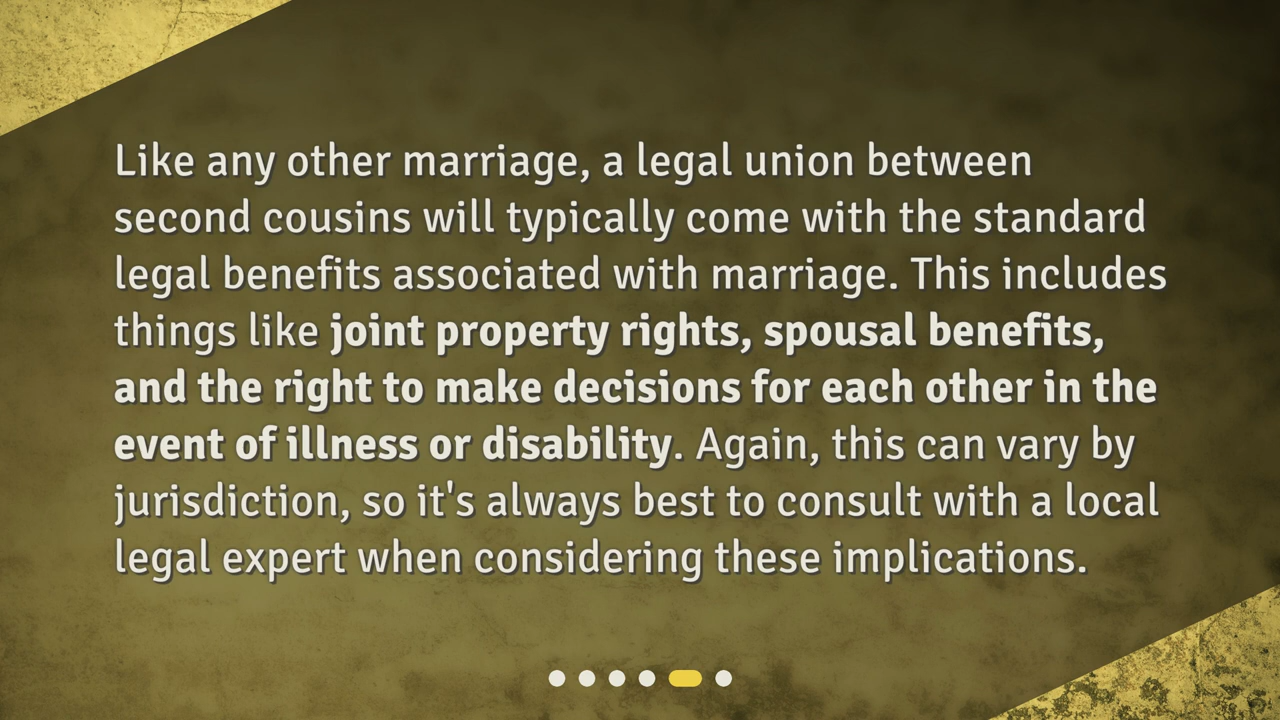 Like any other marriage, a legal union between
second cousins will typically come with the standard
legal benefits associated with marriage. This includes
things like joint property rights, spousal benefits,
and the right to make decisions for each other in the
event of illness or disability. Again, this can vary by
jurisdiction, so it's always best to consult with a local
legal expert when considering these implications.